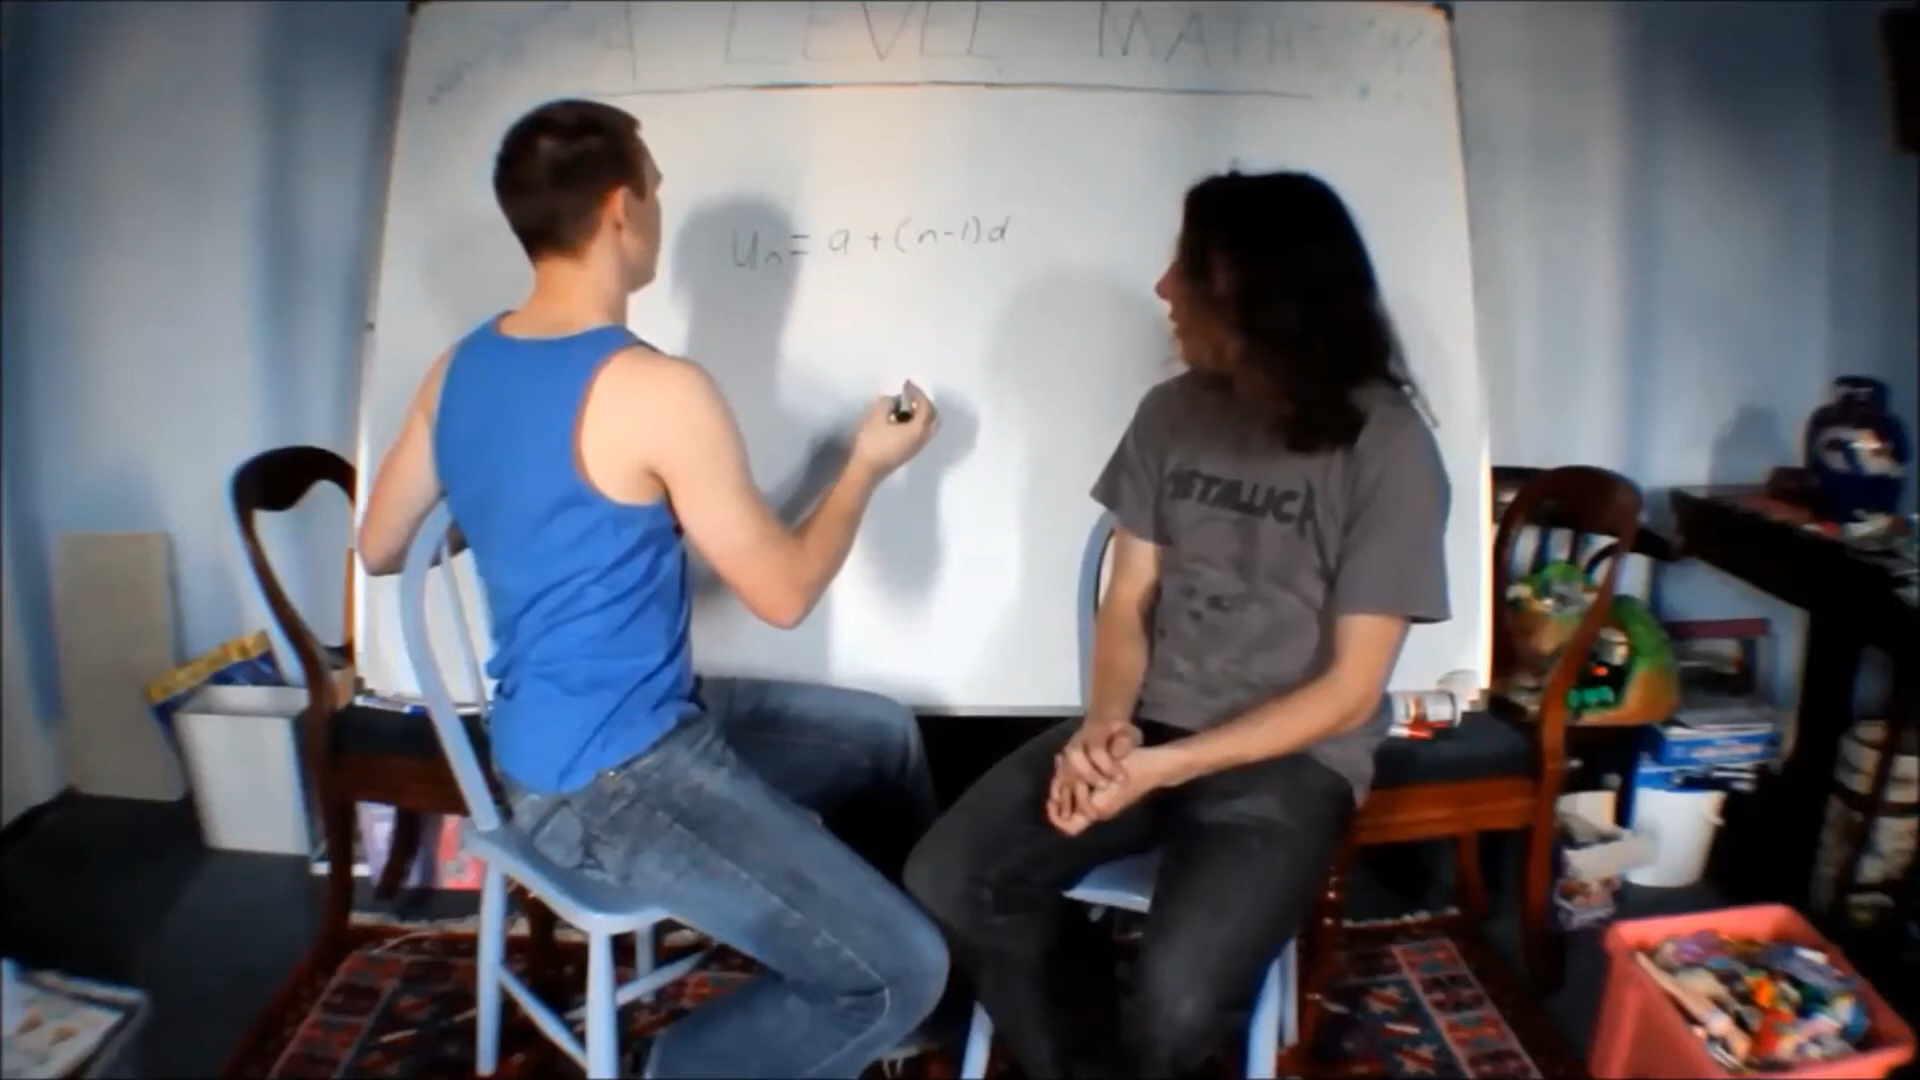 A LEVEL MATH
Un = a + (n-1)d
METALLICA